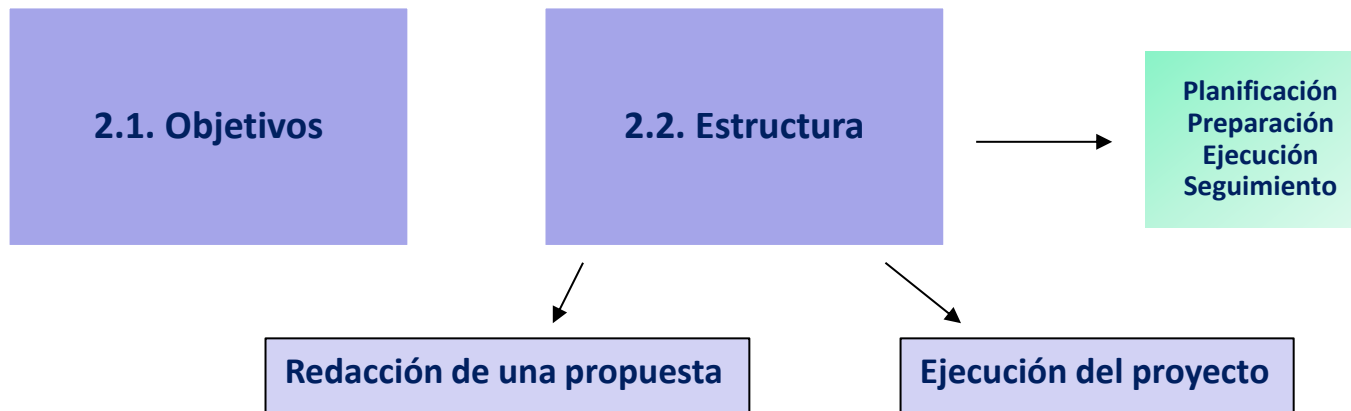 2.1. Objetivos
2.2. Estructura
Planificación
Preparación
Ejecución
Seguimiento
Redacción de una propuesta
Ejecución del proyecto